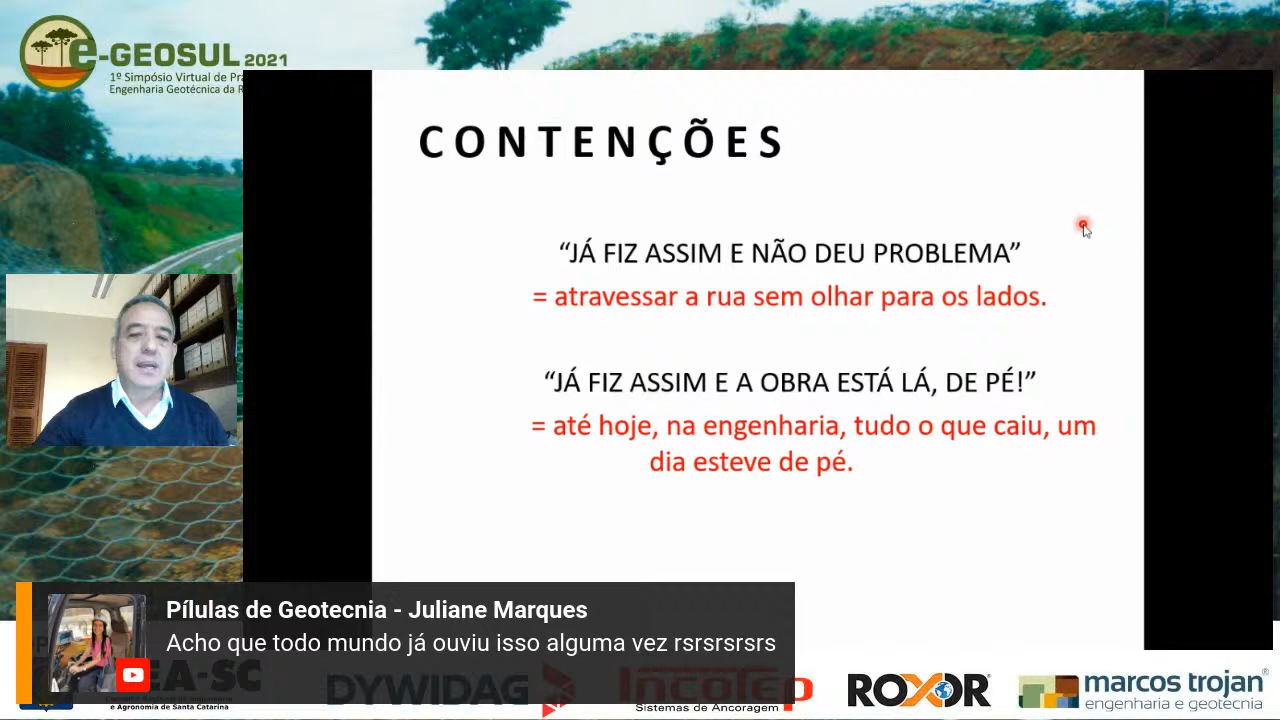 e-GEOSUL 2021
1º Simpósio Virtual de Pra
Engenharia Geotécnica da R
CONTENÇÕES
“JÁ FIZ ASSIM E NÃO DEU PROBLEMA”
= atravessar a rua sem olhar para os lados.
“JÁ FIZ ASSIM E A OBRA ESTÁ LÁ, DE PÉ!”
= até hoje, na engenharia, tudo o que caiu, um
dia esteve de pé.
Pílulas de Geotecnia - Juliane Marques
Acho que todo mundo já ouviu isso alguma vez rsrsrsrsrs
EA-SC
e Agronomia de Santa Catarina
DYWIDAG
Incotep
Sistemas de Ancoragem
ROXOR®
marcos trojan®
engenharia e geotecnia